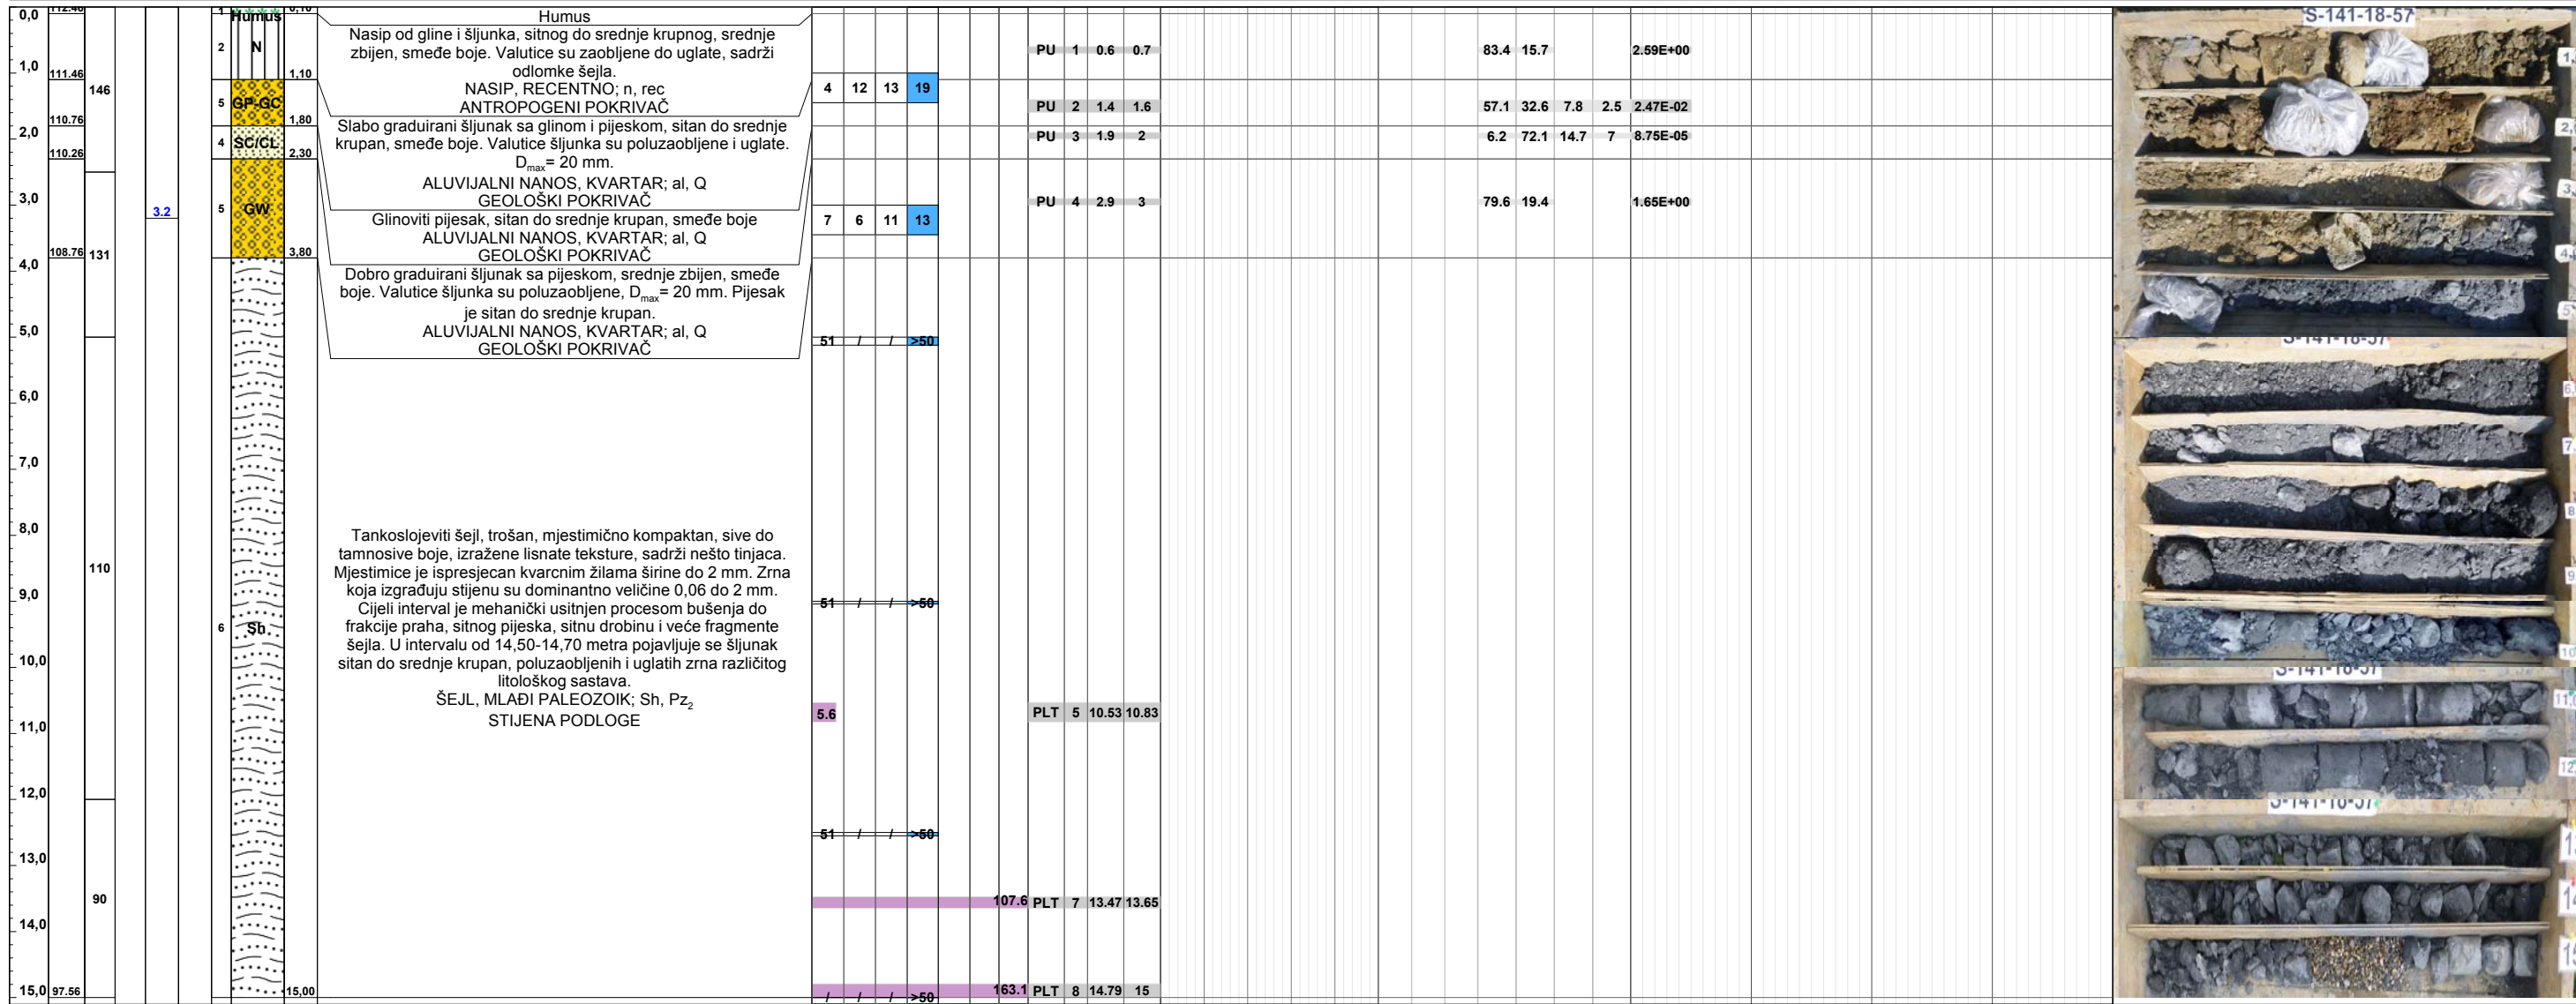 0,0
1,0
2,0
3,0
4,0
5,0
6,0
7,0
8,0
9,0
10,0
11,0
12,0
13,0
14,0
15,0
111.46
110.76
110.26
108.76
97.56
146
131
110
90
3.2
1
2
5
4
5
6
Humus
N
GP-GC
SC/CL
GW
Sh
0,10
1,10
1,80
2,30
3,80
15,00
Humus
Nasip od gline i šljunka, sitnog do srednje krupnog, srednje
zbijen, smeđe boje. Valutice su zaobljene do uglate, sadrži
odlomke šejla.
NASIP, RECENTNO; n, rec
ANTROPOGENI POKRIVAČ
Slabo graduirani šljunak sa glinom i pijeskom, sitan do srednje
krupan, smeđe boje. Valutice šljunka su poluzaobljene i uglate.
Dmax= 20 mm.
ALUVIJALNI NANOS, KVARTAR; al, Q
GEOLOŠKI POKRIVAČ
Glinoviti pijesak, sitan do srednje krupan, smeđe boje
ALUVIJALNI NANOS, KVARTAR; al, Q
GEOLOŠKI POKRIVAČ
Dobro graduirani šljunak sa pijeskom, srednje zbijen, smeđe
boje. Valutice šljunka su poluzaobljene, Dmax= 20 mm. Pijesak
je sitan do srednje krupan.
ALUVIJALNI NANOS, KVARTAR; al, Q
GEOLOŠKI POKRIVAČ
Tankoslojeviti šejl, trošan, mjestimično kompaktan, sive do
tamnosive boje, izražene lisnate teksture, sadrži nešto tinjaca.
Mjestimice je ispresjecan kvarcnim žilama širine do 2 mm. Zrna
koja izgrađuju stijenu su dominantno veličine 0,06 do 2 mm.
Cijeli interval je mehanički usitnjen procesom bušenja do
frakcije praha, sitnog pijeska, sitnu drobinu i veće fragmente
šejla. U intervalu od 14,50-14,70 metra pojavljuje se šljunak
sitan do srednje krupan, poluzaobljenih i uglatih zrna različitog
litološkog sastava.
ŠEJL, MLAĐI PALEOZOIK; Sh, Pz2
STIJENA PODLOGE
4 12 13 19
7 6 11 13
51 / / >50
51 / / >50
5.6
51 / / >50
107.6
163.1
/ / / >50
PU 1 0.6 0.7
PU 2 1.4 1.6
PU 3 1.9 2
PU 4 2.9 3
PLT 5 10.53 10.83
PLT 7 13.47 13.65
PLT 8 14.79 15
83.4 15.7 2.59E+00
57.1 32.6 7.8 2.5 2.47E-02
6.2 72.1 14.7 7 8.75E-05
79.6 19.4 1.65E+00
S-141-18-57
S-141-18-57
S-141-18-57
S-141-18-57